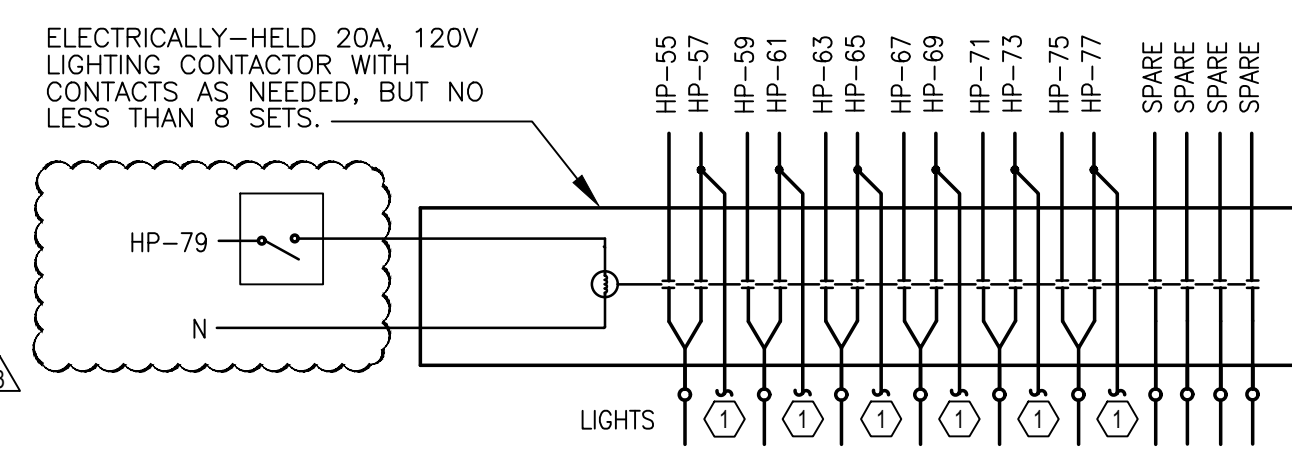 ELECTRICALLY-HELD 20A, 120V
LIGHTING CONTACTOR WITH
CONTACTS AS NEEDED, BUT NO
LESS THAN 8 SETS.
HP-55
HP-57
HP-59
HP-61
HP-63
HP-65
HP-67
HP-69
HP-71
HP-73
HP-75
HP-77
SPARE
SPARE
SPARE
SPARE
HP-79
N
LIGHTS
1
1
1
1
1
1